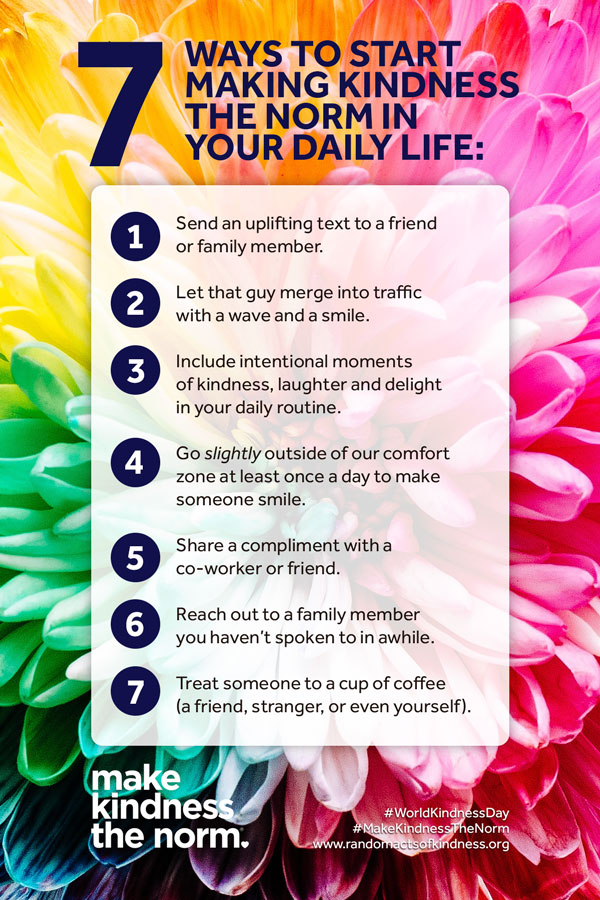 7 WAYS TO START
MAKING KINDNESS
THE NORM IN
YOUR DAILY LIFE:
1 Send an uplifting text to a friend
or family member.
2 Let that guy merge into traffic
with a wave and a smile.
3 Include intentional moments
of kindness, laughter and delight
in your daily routine.
4 Go slightly outside of our comfort
zone at least once a day to make
someone smile.
5 Share a compliment with a
co-worker or friend.
6 Reach out to a family member
you haven't spoken to in awhile.
7 Treat someone to a cup of coffee
(a friend, stranger, or even yourself).
make
kindness
the norm.
#WorldKindnessDay
#MakeKindnessTheNorm
www.randomactsofkindness.org